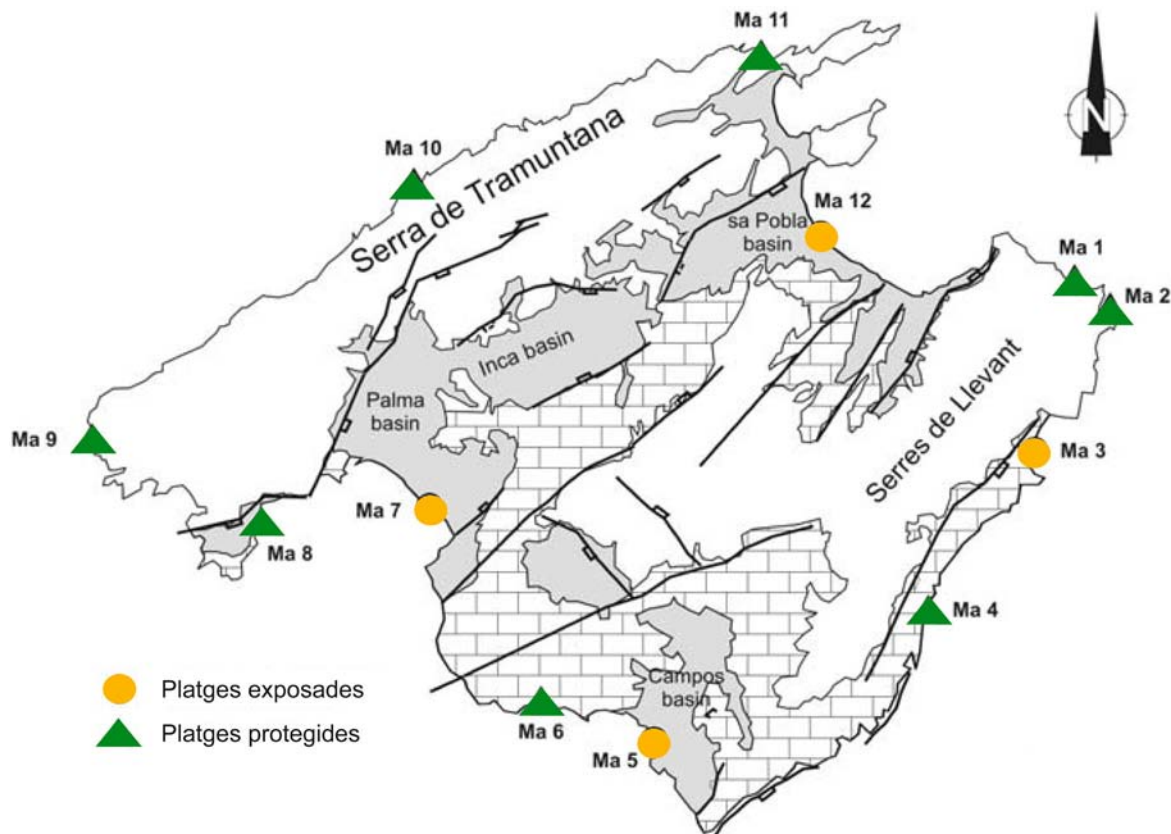 Ma 11
N
Ma 10
Serra de Tramuntana
Ma 12
sa Pobla
basin
Ma 1
Ma 2
Inca basin
Palma
basin
Serres de Llevant
Ma 9
Ma 3
Ma 7
Ma 8
Ma 4
Platges exposades
Campos
basin
Platges protegides
Ma 6
Ma 5